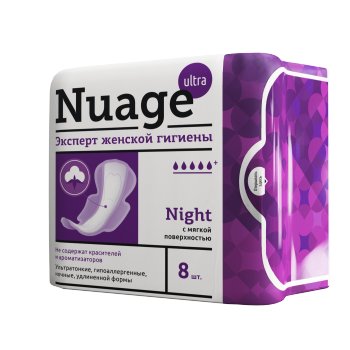 Nuage
ultra
Эксперт женской гигиены
Night
с мягкой
поверхностью
Не содержат красителей
и ароматизаторов
Ультратонкие, гипоаллергенные,
ночные, удлиненной формы
8 шт.